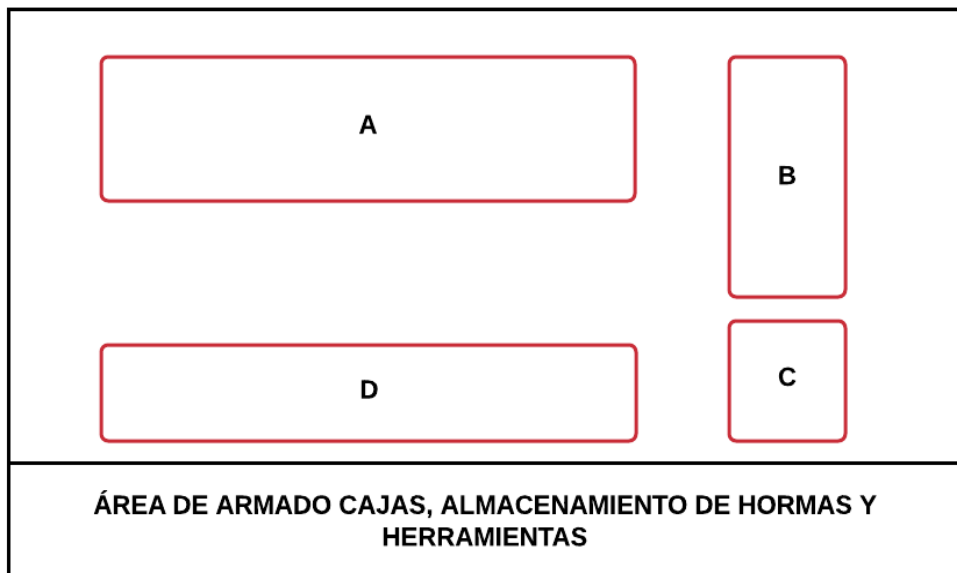 A
B
C
D
ÁREA DE ARMADO CAJAS, ALMACENAMIENTO DE HORMAS Y
HERRAMIENTAS